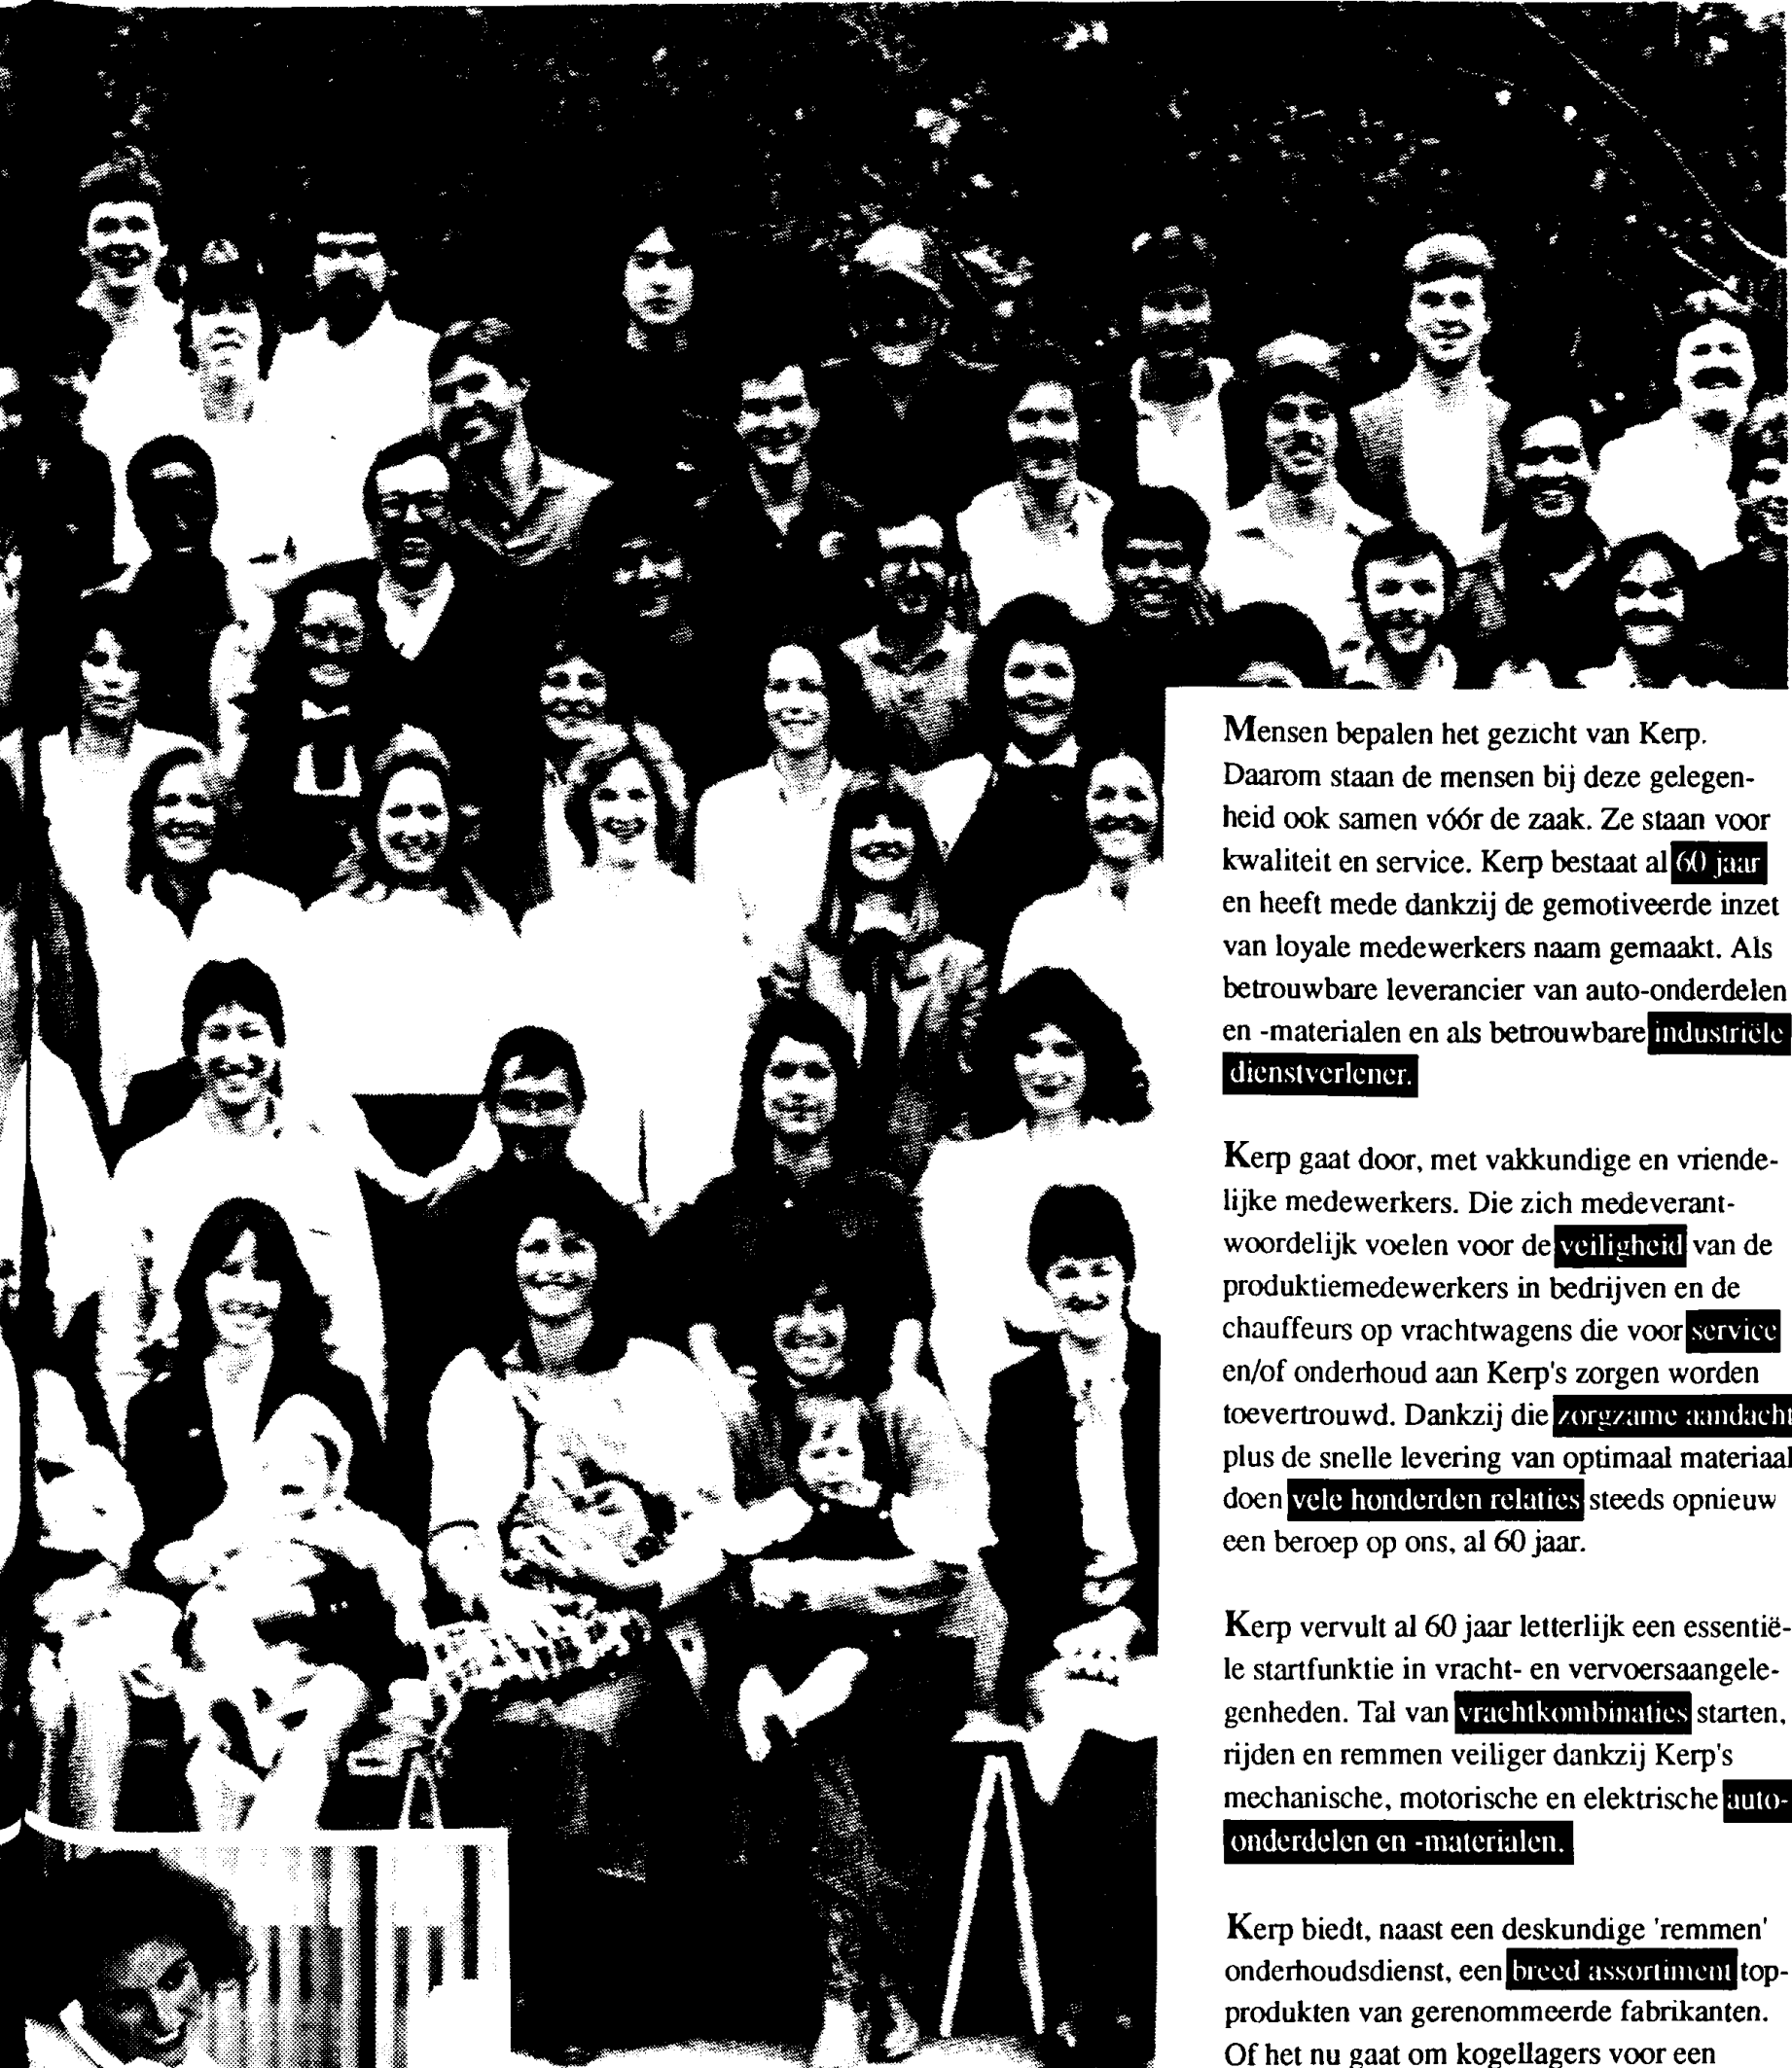 Mensen bepalen het gezicht van Kerp.
Daarom staan de mensen bij deze gelegen-
heid ook samen vóór de zaak. Ze staan voor
kwaliteit en service. Kerp bestaat al 60 jaar
en heeft mede dankzij de gemotiveerde inzet
van loyale medewerkers naam gemaakt. Als
betrouwbare leverancier van auto-onderdelen
en -materialen en als betrouwbare industriële
dienstverlener.
Kerp gaat door, met vakkundige en vriende-
lijke medewerkers. Die zich medeverant-
woordelijk voelen voor de veiligheid van de
produktiemedewerkers in bedrijven en de
chauffeurs op vrachtwagens die voor service
en/of onderhoud aan Kerp's zorgen worden
toevertrouwd. Dankzij die zorgzame aandacht
plus de snelle levering van optimaal materiaal
doen vele honderden relaties steeds opnieuw
een beroep op ons, al 60 jaar.
Kerp vervult al 60 jaar letterlijk een essentië-
le startfunktie in vracht- en vervoersaangele-
genheden. Tal van vrachtkombinaties starten,
rijden en remmen veiliger dankzij Kerp's
mechanische, motorische en elektrische auto-
onderdelen en -materialen.
Kerp biedt, naast een deskundige 'remmen'
onderhoudsdienst, een breed assortiment top-
produkten van gerenommeerde fabrikanten.
Of het nu gaat om kogellagers voor een